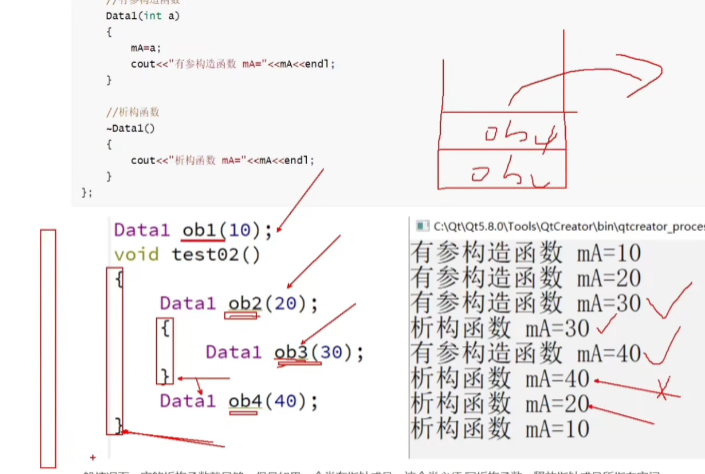 //有参构造函数
Data1(int a)
{
mA=a;
cout<<"有参构造函数 mA="<<mA<<endl;
}
//析构函数
~Data1()
{
cout<<"析构函数 mA="<<mA<<endl;
}
};
ob4
Data1 ob1(10);
void test02()
{
Data1 ob2(20);
{
Data1 ob3(30);
}
Data1 ob4(40);
}
C:\Qt\Qt5.8.0\Tools\QtCreator\bin\qtcreator_proces
有参构造函数 mA=10
有参构造函数 mA=20
有参构造函数 mA=30
析构函数 mA=30
有参构造函数 mA=40
析构函数 mA=40
析构函数 mA=20
析构函数 mA=10